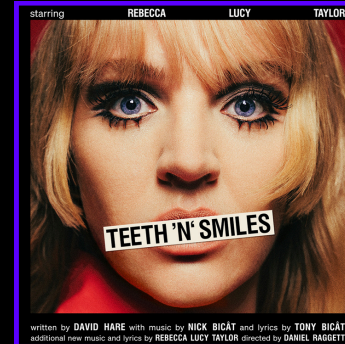 starring REBECCA LUCY TAYLOR
TEETH 'N' SMILES
written by DAVID HARE with music by NICK BICÂT and lyrics by TONY BICÂT
additional new music and lyrics by REBECCA LUCY TAYLOR directed by DANIEL RAGGETT